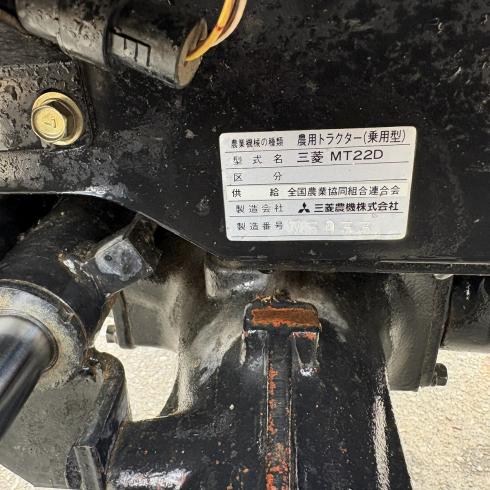 農業機械の種類 農用トラクター(乗用型)
型式名 三菱 MT22D
区分
供給 全国農業協同組合連合会
製造会社 三菱農機株式会社
製造番号